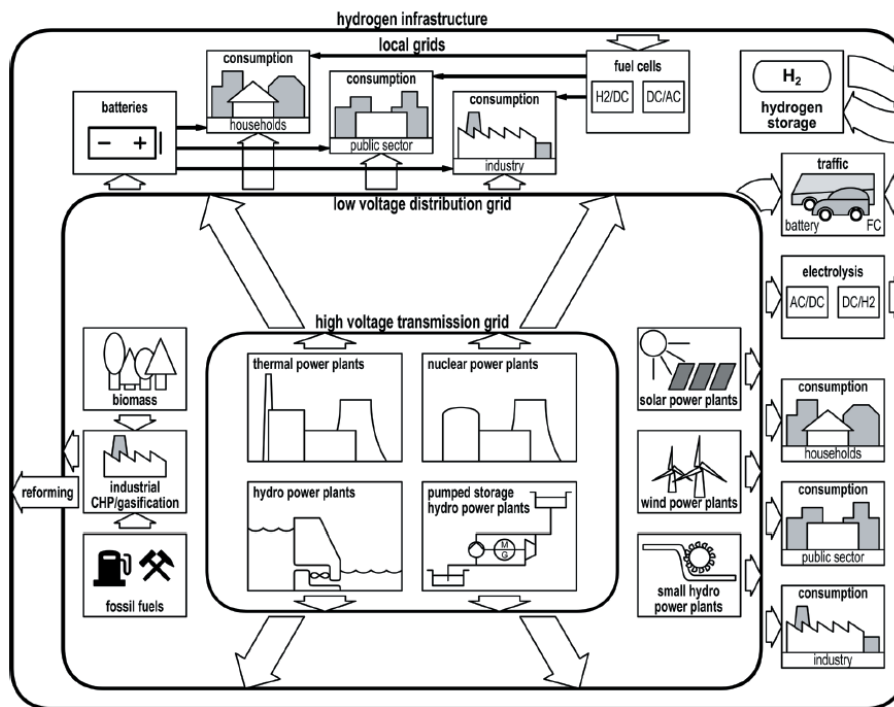 hydrogen infrastructure
local grids
consumption
households
consumption
public sector
consumption
industry
fuel cells
H2/DC
DC/AC
H₂
hydrogen
storage
batteries
- +
low voltage distribution grid
traffic
battery
FC
electrolysis
AC/DC
DC/H2
high voltage transmission grid
thermal power plants
nuclear power plants
hydro power plants
pumped storage
hydro power plants
M
G
biomass
reforming
industrial
CHP/gasification
fossil fuels
solar power plants
wind power plants
small hydro
power plants
consumption
households
consumption
public sector
consumption
industry